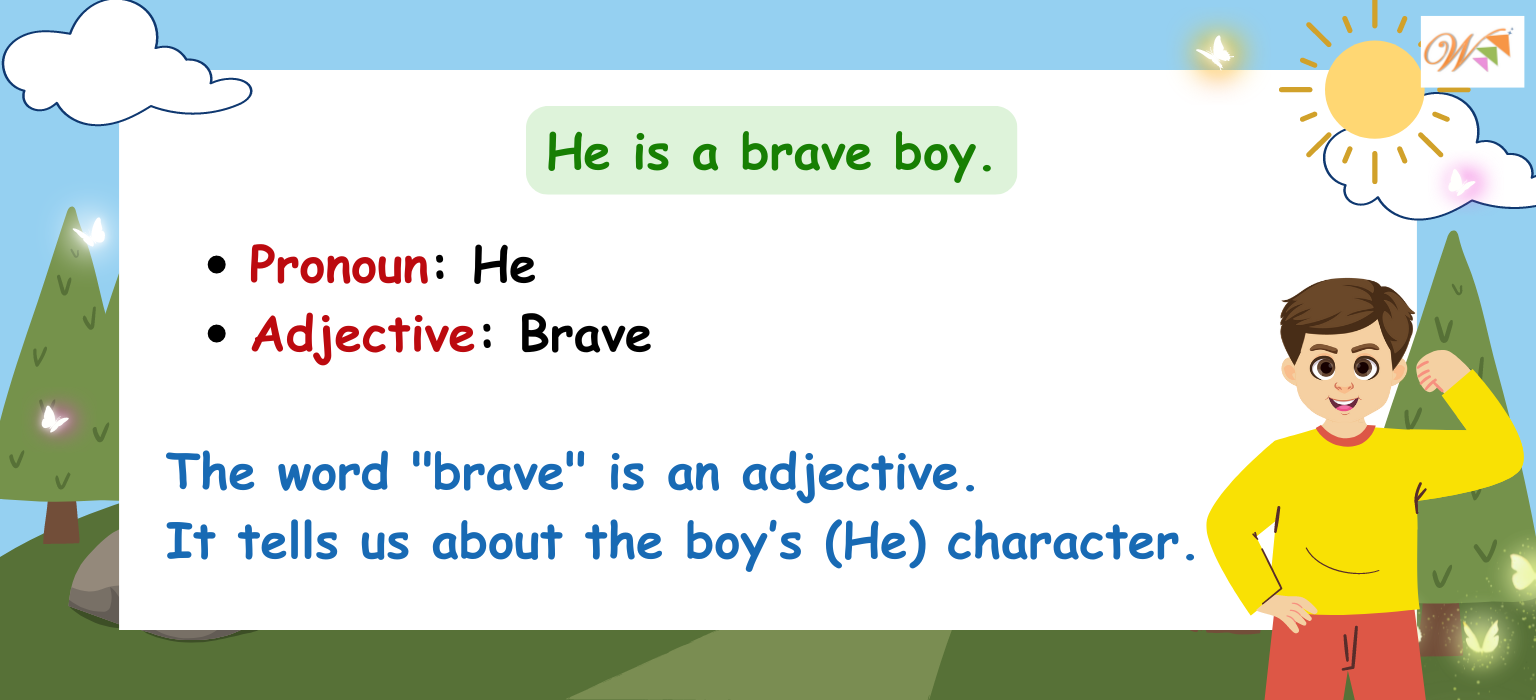 W
He is a brave boy.
• Pronoun: He
• Adjective: Brave
The word "brave" is an adjective.
It tells us about the boy's (He) character.